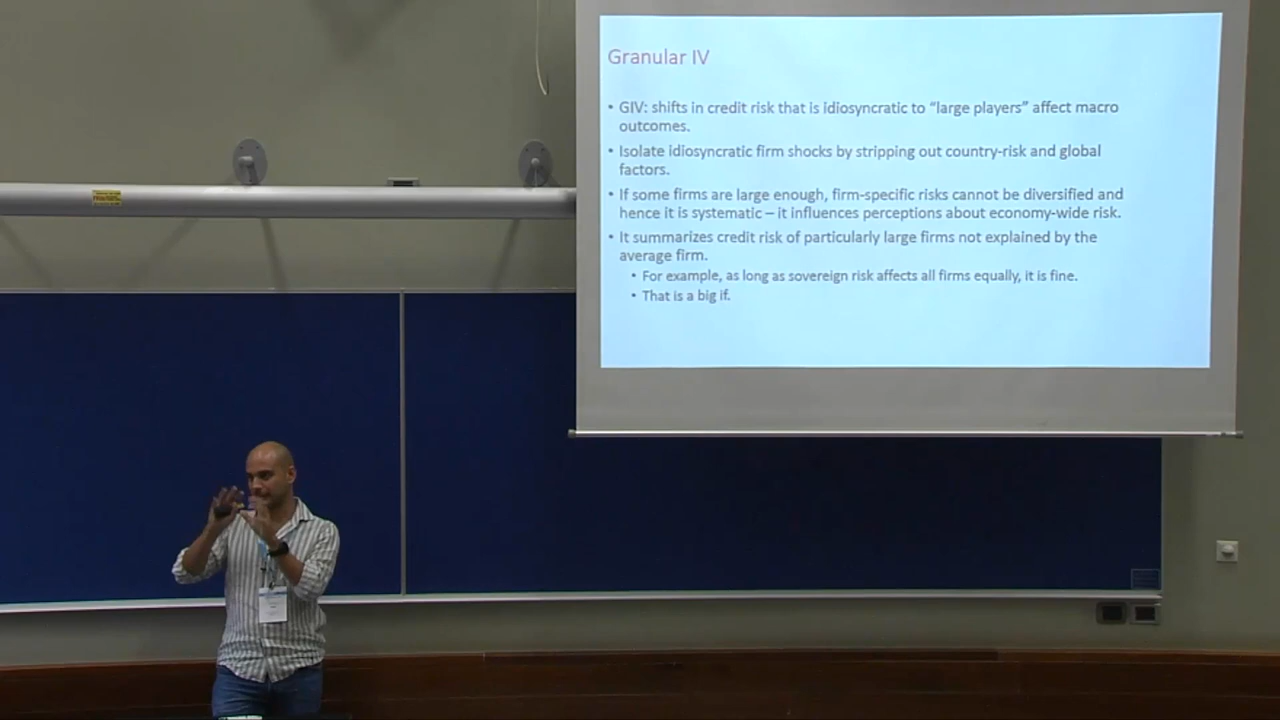 Granular IV
• GIV: shifts in credit risk that is idiosyncratic to “large players” affect macro
outcomes.
• Isolate idiosyncratic firm shocks by stripping out country-risk and global
factors.
• If some firms are large enough, firm-specific risks cannot be diversified and
hence it is systematic – it influences perceptions about economy-wide risk.
• It summarizes credit risk of particularly large firms not explained by the
average firm.
• For example, as long as sovereign risk affects all firms equally, it is fine.
• That is a big if.